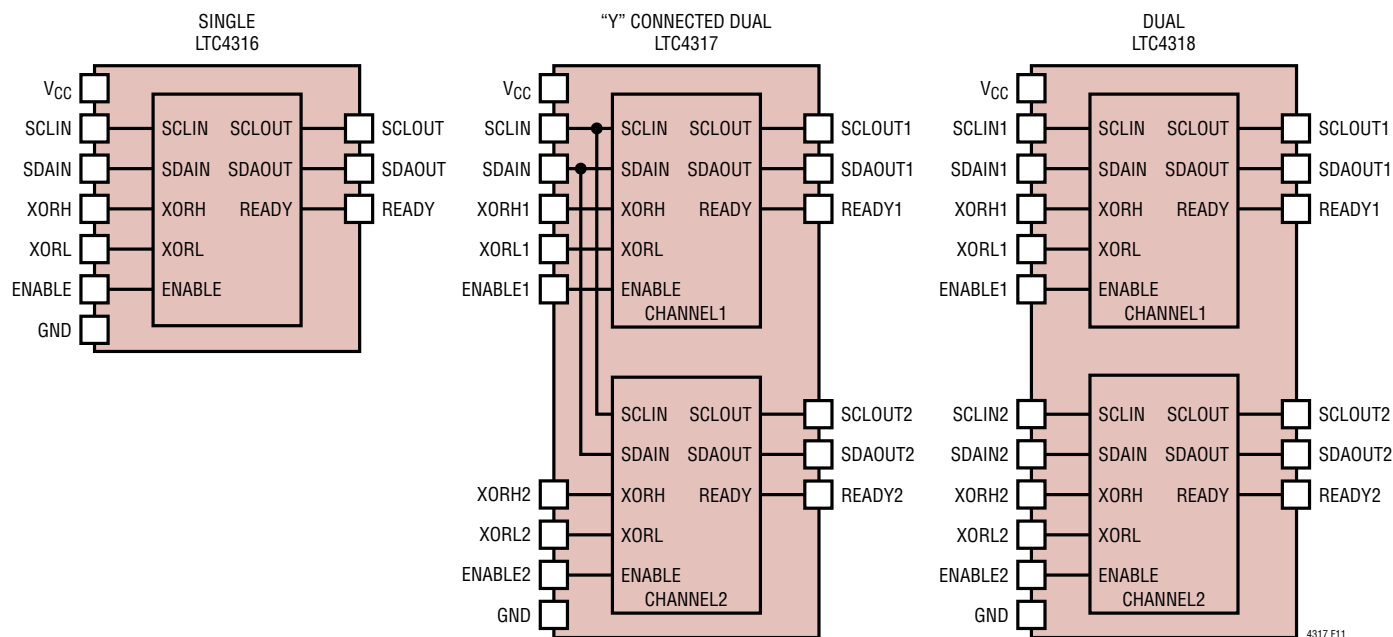 SINGLE
LTC4316
VCC
SCLIN
SDAIN
XORH
XORL
ENABLE
GND
SCLIN SCLOUT
SDAIN SDAOUT
XORH READY
XORL
ENABLE
SCLOUT
SDAOUT
READY
“Y” CONNECTED DUAL
LTC4317
VCC
SCLIN
SDAIN
XORH1
XORL1
ENABLE1
SCLIN SCLOUT
SDAIN SDAOUT
XORH READY
XORL
ENABLE
CHANNEL1
SCLOUT1
SDAOUT1
READY1
XORH2
XORL2
ENABLE2
GND
SCLIN SCLOUT
SDAIN SDAOUT
XORH READY
XORL
ENABLE
CHANNEL2
SCLOUT2
SDAOUT2
READY2
DUAL
LTC4318
VCC
SCLIN1
SDAIN1
XORH1
XORL1
ENABLE1
SCLIN SCLOUT
SDAIN SDAOUT
XORH READY
XORL
ENABLE
CHANNEL1
SCLOUT1
SDAOUT1
READY1
SCLIN2
SDAIN2
XORH2
XORL2
ENABLE2
GND
SCLIN SCLOUT
SDAIN SDAOUT
XORH READY
XORL
ENABLE
CHANNEL2
SCLOUT2
SDAOUT2
READY2
4317 F11